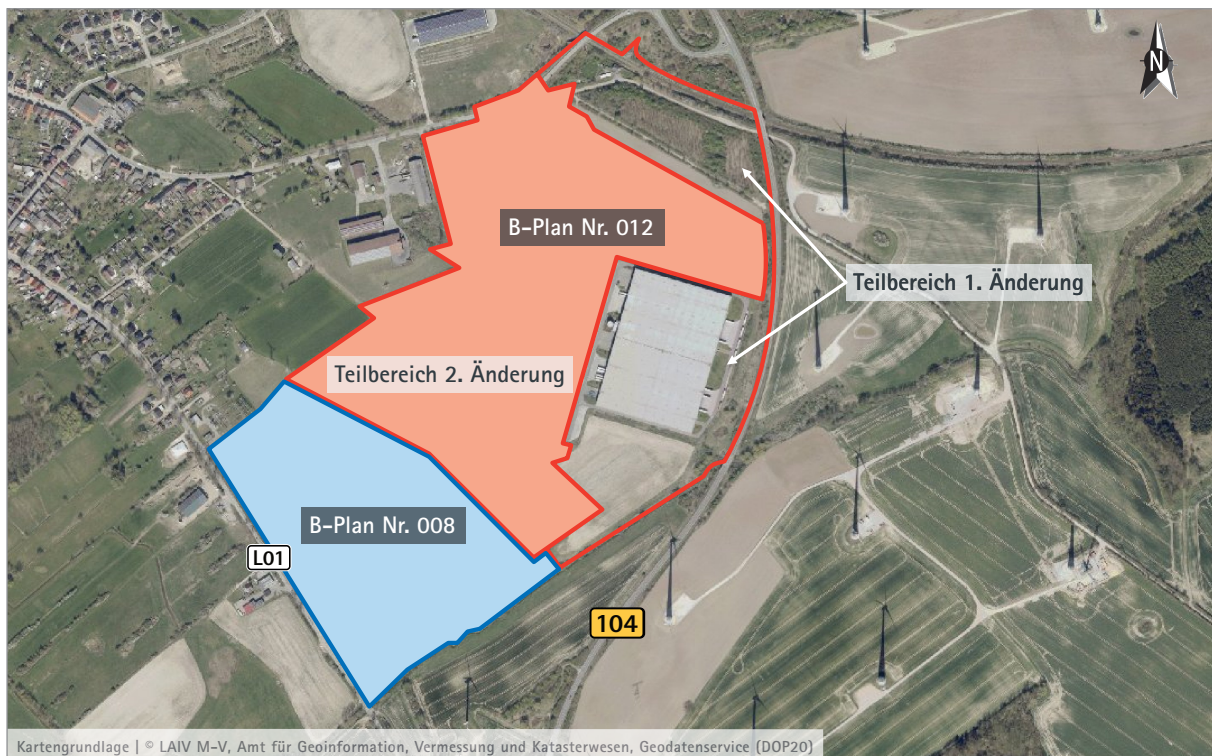 N
B-Plan Nr. 012
Teilbereich 1. Änderung
Teilbereich 2. Änderung
B-Plan Nr. 008
L01
104
Kartengrundlage | © LAIV M-V, Amt für Geoinformation, Vermessung und Katasterwesen, Geodatenservice (DOP20)